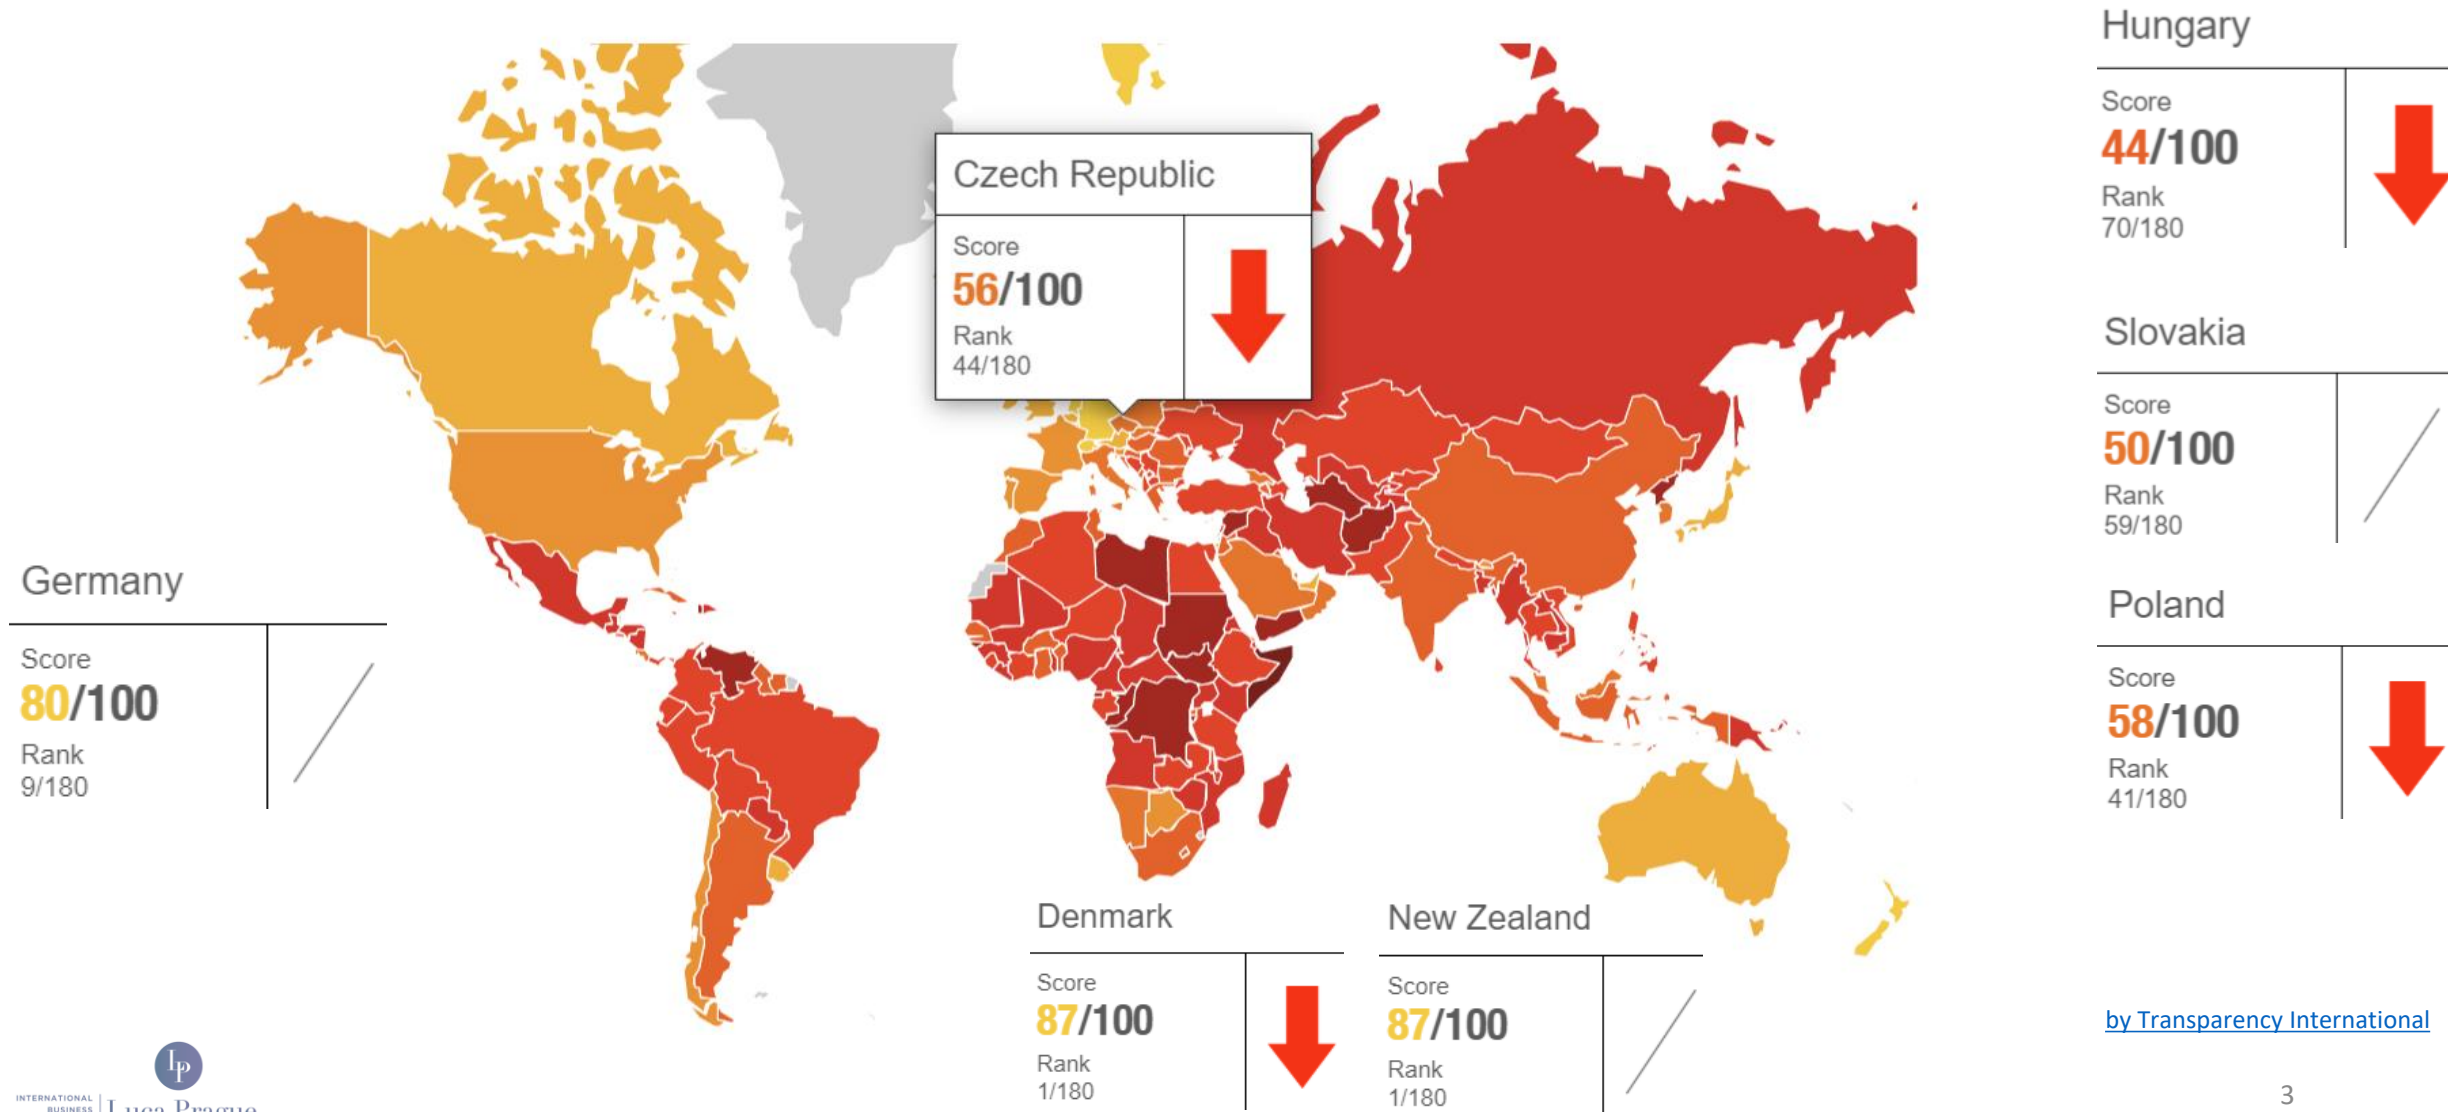 Hungary
Score
44/100
Rank
70/180
Czech Republic
Score
56/100
Rank
44/180
Slovakia
Score
50/100
Rank
59/180
Germany
Score
80/100
Rank
9/180
Poland
Score
58/100
Rank
41/180
Denmark
Score
87/100
Rank
1/180
New Zealand
Score
87/100
Rank
1/180
by Transparency International
LP
INTERNATIONAL
BUSINESS
Luca Prague
3